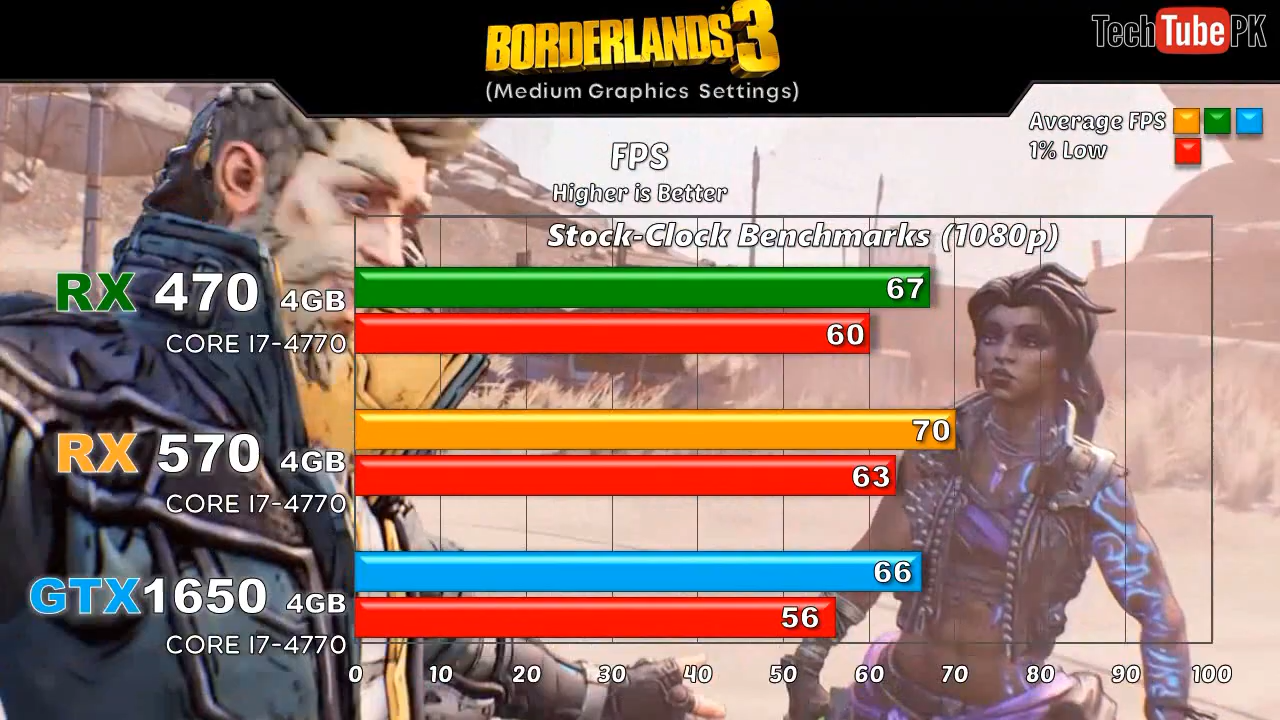 BORDERLANDS 3
TechTubePK
(Medium Graphics Settings)
Average FPS
1% Low
FPS
Higher is Better
Stock-Clock Benchmarks (1080p)
RX 470 4GB
67
CORE I7-4770
60
RX 570 4GB
70
CORE I7-4770
63
GTX1650 4GB
66
CORE I7-4770
56
0 10 20 30 40 50 60 70 80 90 100